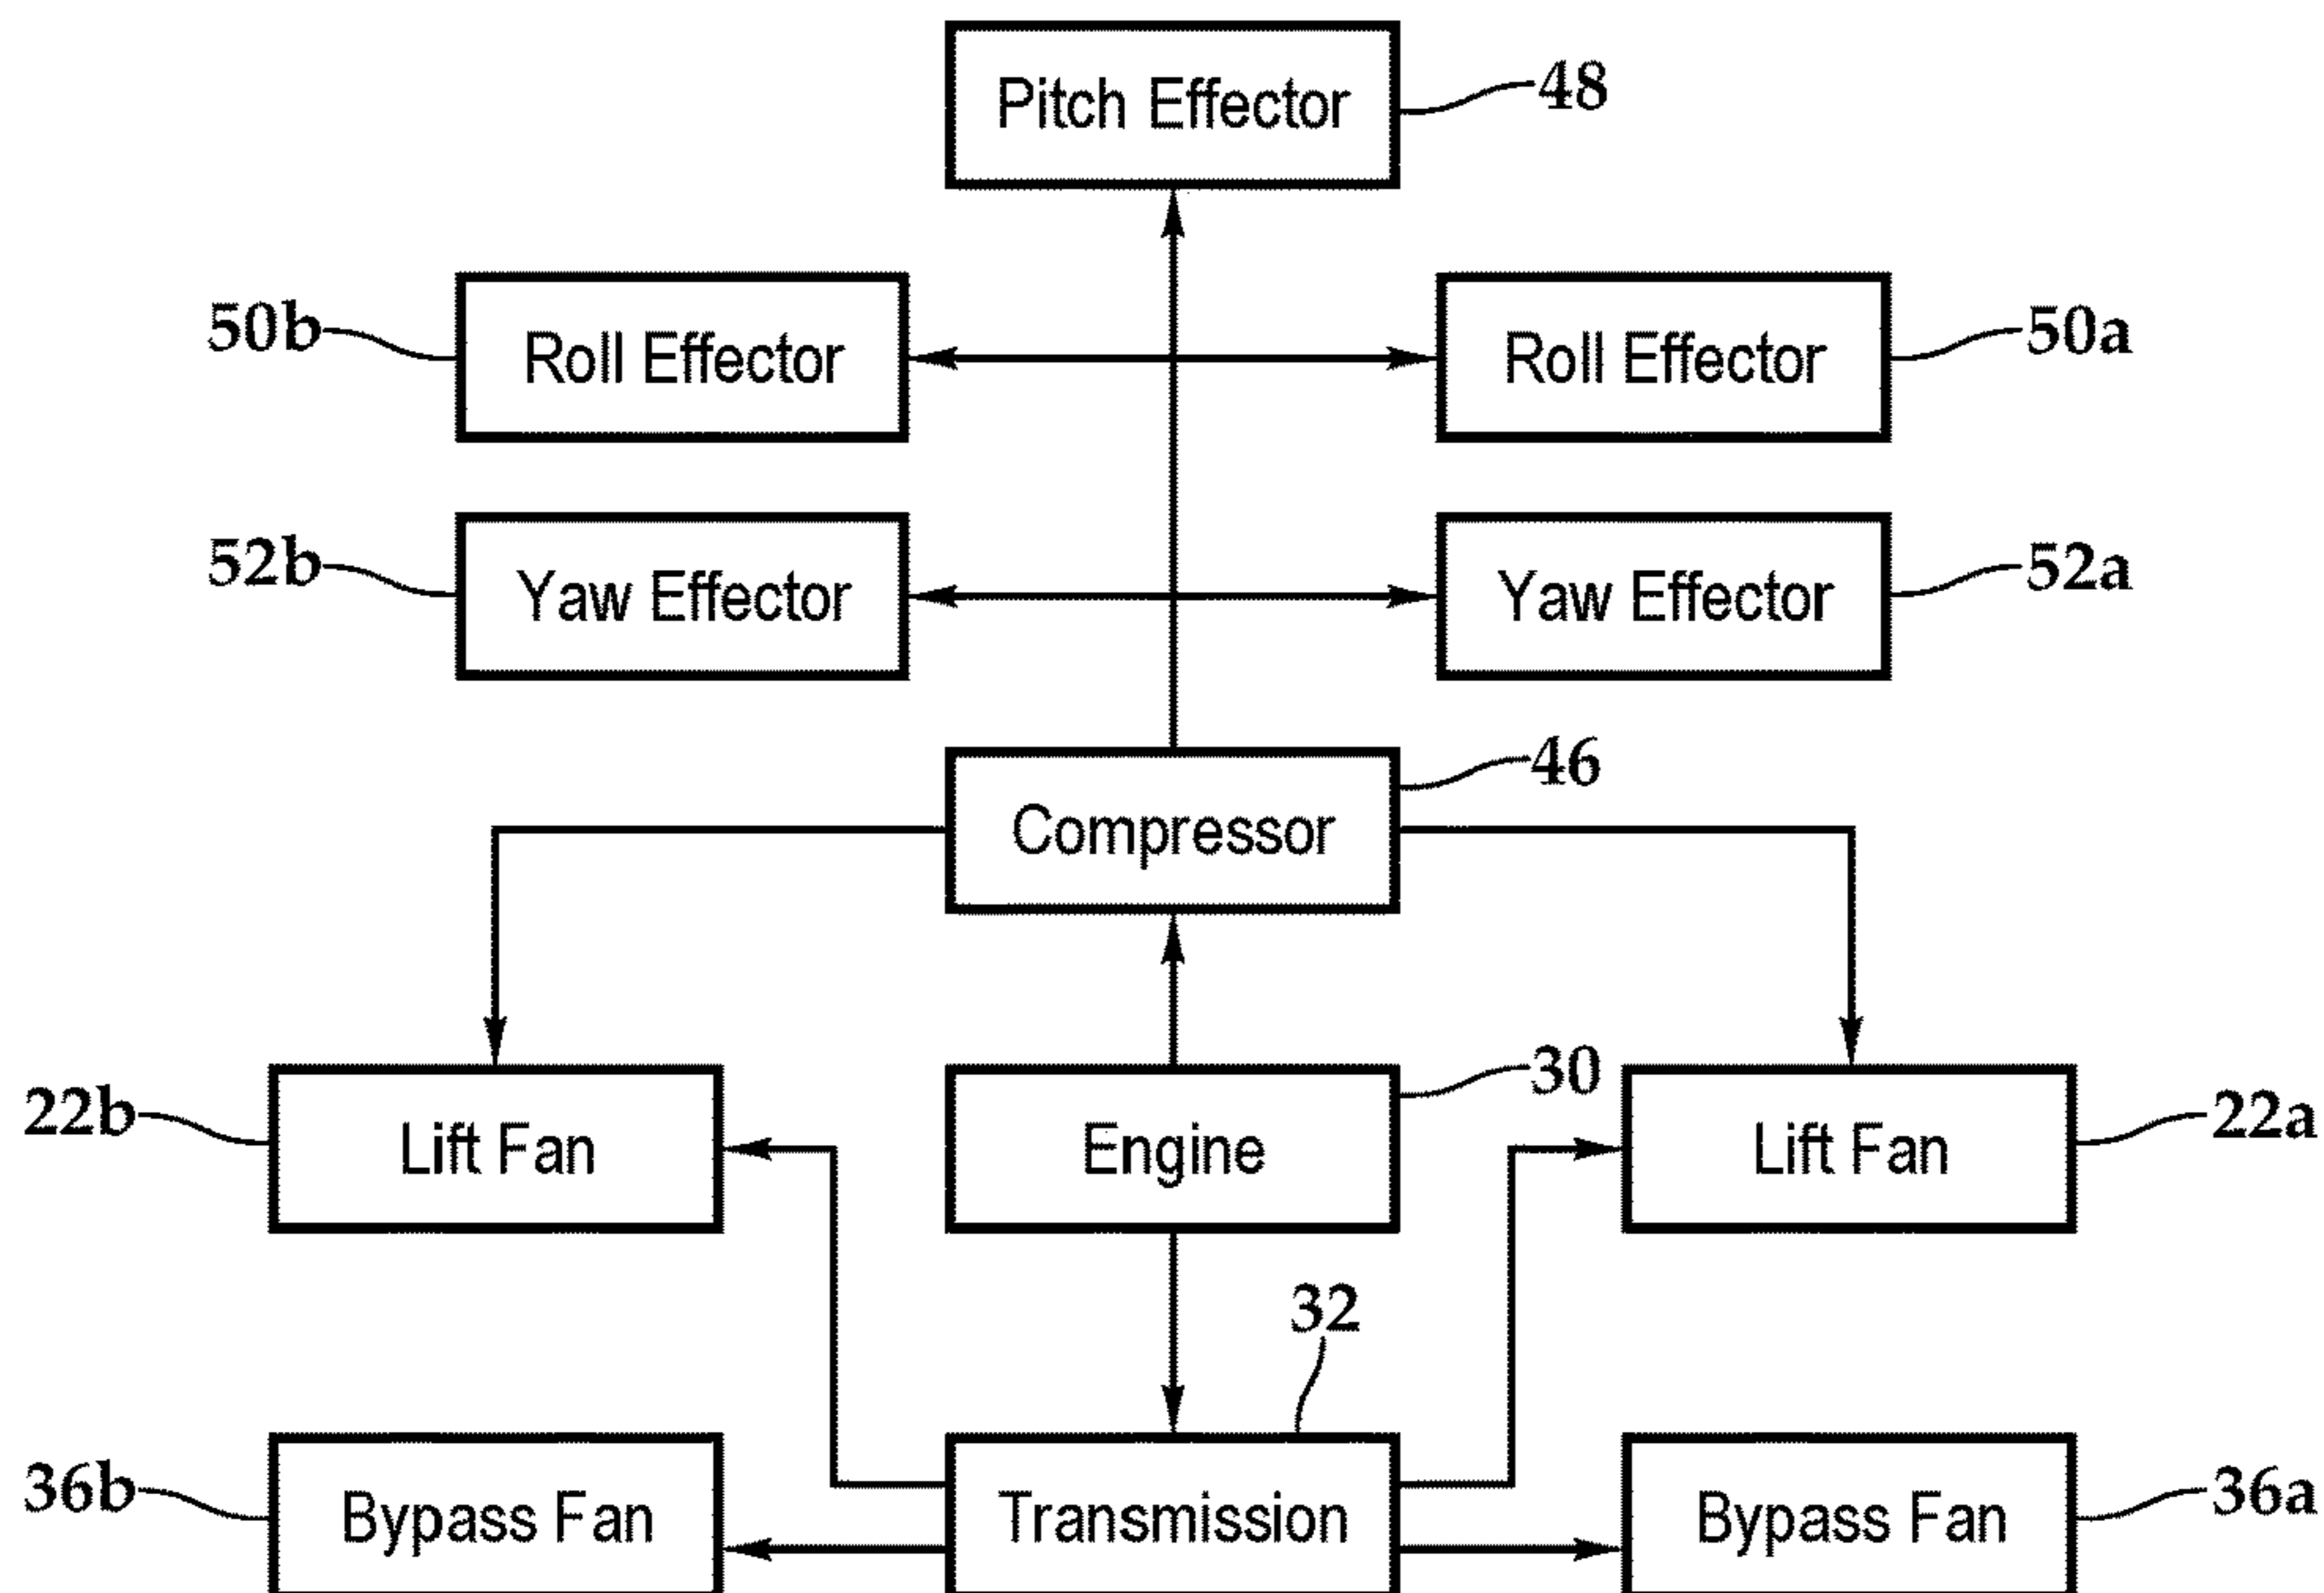 Pitch Effector
48
50b
Roll Effector
Roll Effector
50a
52b
Yaw Effector
Yaw Effector
52a
46
Compressor
30
22b
Lift Fan
Engine
Lift Fan
22a
32
36b
Bypass Fan
Transmission
Bypass Fan
36a